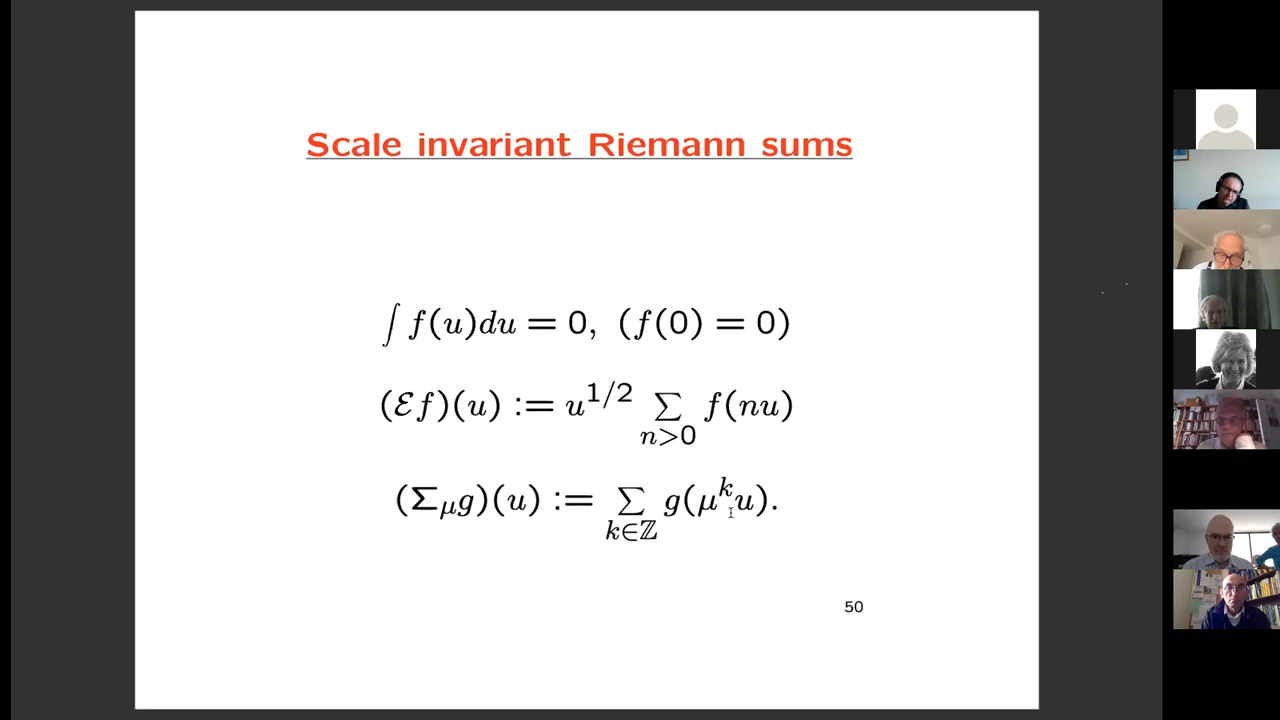 Scale invariant Riemann sums
∫ f(u)du = 0, (f(0) = 0)
(ℰf)(u) := u^{1/2} ∑_{n>0} f(nu)
(Σ_μ g)(u) := ∑_{k∈ℤ} g(μ^k u).
50